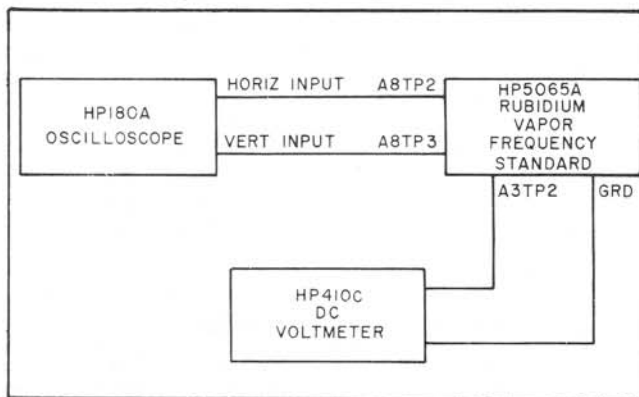 HP180A
OSCILLOSCOPE
HORIZ INPUT A8TP2
VERT INPUT A8TP3
HP5065A
RUBIDIUM
VAPOR
FREQUENCY
STANDARD
A3TP2 GRD
HP410C
DC
VOLTMETER